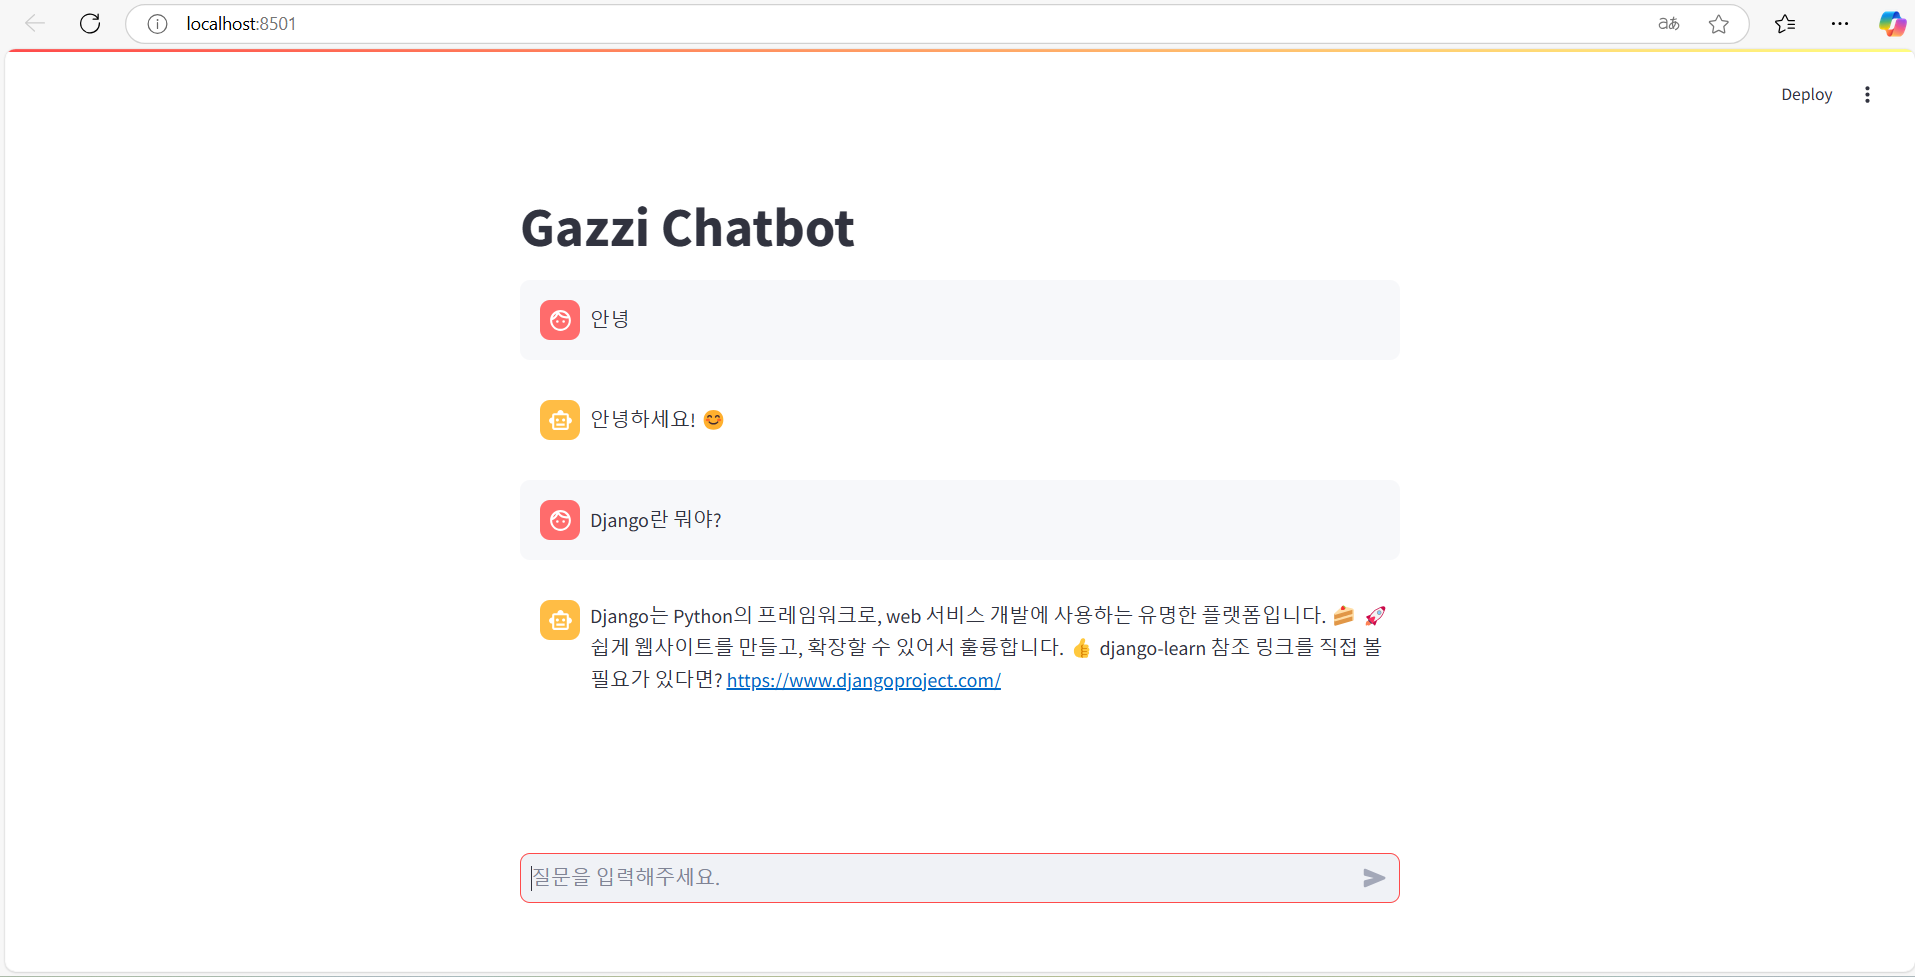 localhost:8501
aあ
Deploy
Gazzi Chatbot
안녕
안녕하세요! 😊
Django란 뭐야?
Django는 Python의 프레임워크로, web 서비스 개발에 사용하는 유명한 플랫폼입니다. 🍰 🚀
쉽게 웹사이트를 만들고, 확장할 수 있어서 훌륭합니다. 👍 django-learn 참조 링크를 직접 볼
필요가 있다면? https://www.djangoproject.com/
질문을 입력해주세요.